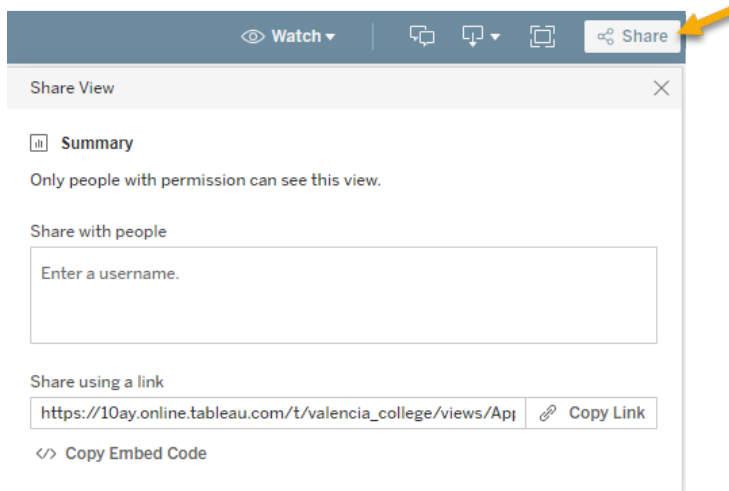 Watch
Share
Share View
Summary
Only people with permission can see this view.
Share with people
Enter a username.
Share using a link
https://10ay.online.tableau.com/t/valencia_college/views/App
Copy Link
</> Copy Embed Code